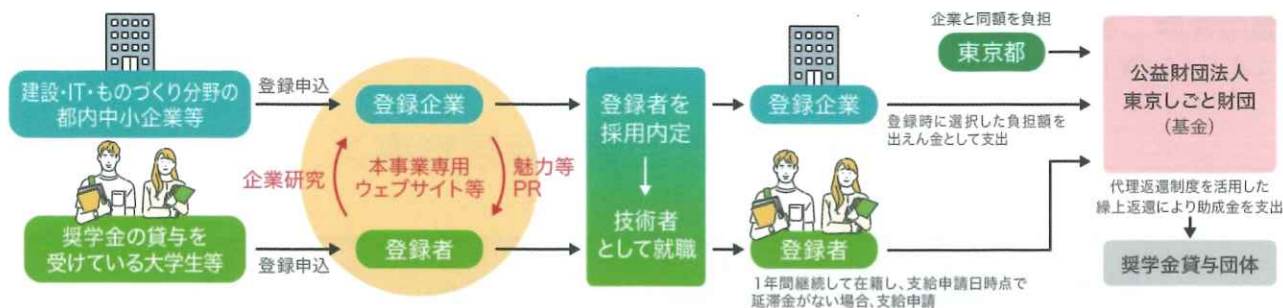 建設・IT・ものづくり分野の
都内中小企業等
登録申込
登録企業
企業研究
本事業専用
ウェブサイト等
魅力等
PR
奨学金の貸与を
受けている大学生等
登録申込
登録者
登録者を
採用内定
技術者
として就職
登録企業
登録時に選択した負担額を
出えん金として支出
企業と同額を負担
東京都
登録者
1年間継続して在籍し、支給申請日時点で
延滞金がない場合、支給申請
公益財団法人
東京しごと財団
(基金)
代理返還制度を活用した
繰上返還により助成金を支出
奨学金貸与団体